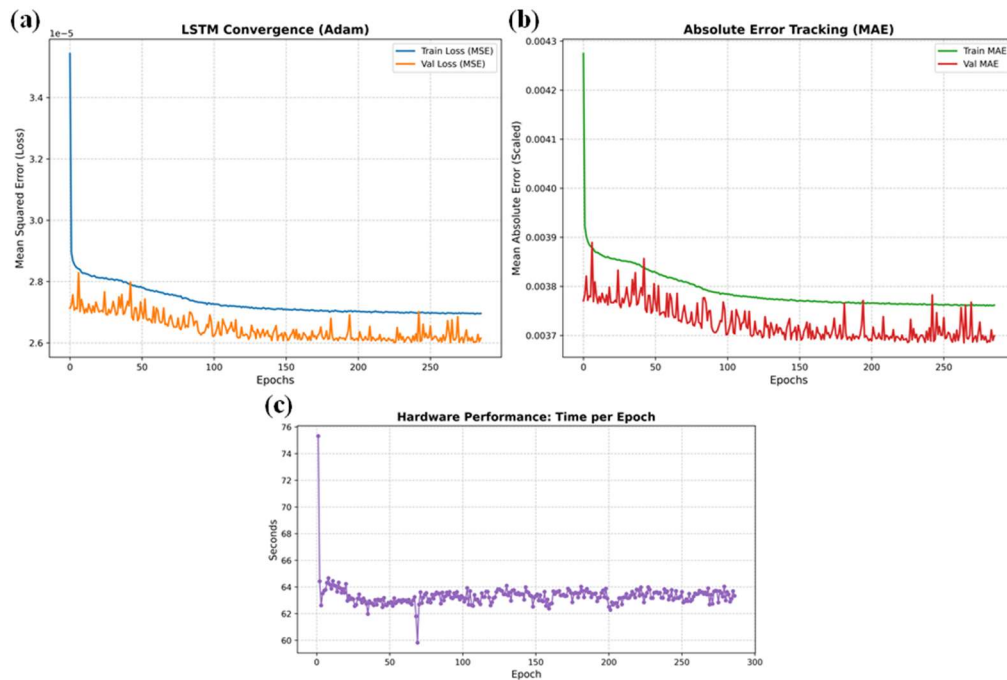 (a)
LSTM Convergence (Adam)
1e−5
Train Loss (MSE)
Val Loss (MSE)
Mean Squared Error (Loss)
3.4
3.2
3.0
2.8
2.6
0 50 100 150 200 250
Epochs
(b)
Absolute Error Tracking (MAE)
Train MAE
Val MAE
Mean Absolute Error (Scaled)
0.0043
0.0042
0.0041
0.0040
0.0039
0.0038
0.0037
0 50 100 150 200 250
Epochs
(c)
Hardware Performance: Time per Epoch
Seconds
76
74
72
70
68
66
64
62
60
0 50 100 150 200 250 300
Epoch